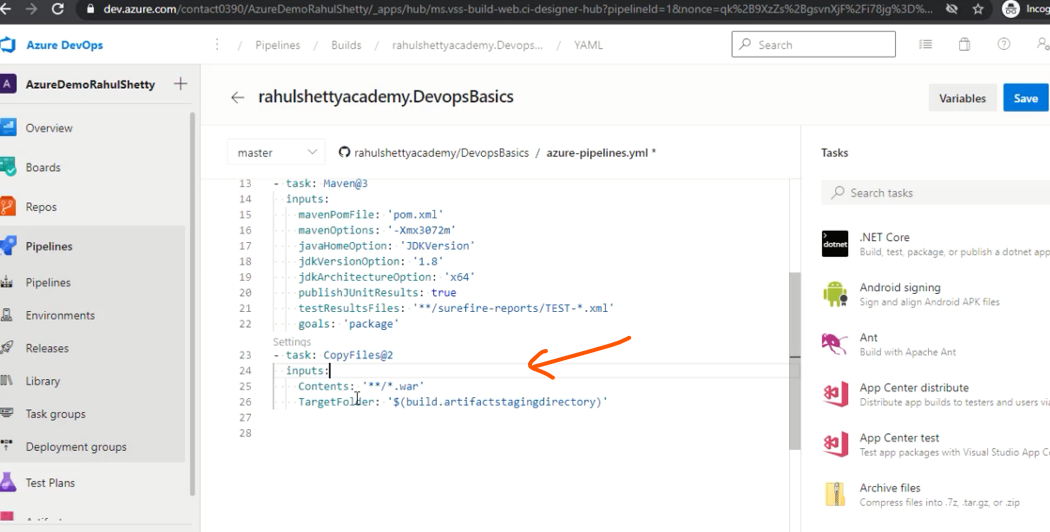 dev.azure.com/contact0390/AzureDemoRahulShetty/_apps/hub/ms.vss-build-web.ci-designer-hub?pipelineId=1&nonce=qk%2B9XzZs%2BgsvnXjF%2Fi78jg%3D%...
Incog
Azure DevOps
/ Pipelines / Builds / rahulshettyacademy.Devops... / YAML
Search
A AzureDemoRahulShetty
rahulshettyacademy.DevopsBasics
Variables
Save
Overview
Boards
Repos
Pipelines
Pipelines
Environments
Releases
Library
Task groups
Deployment groups
Test Plans
master
rahulshettyacademy/DevopsBasics / azure-pipelines.yml *
13 - task: Maven@3
14 inputs:
15 mavenPomFile: 'pom.xml'
16 mavenOptions: '-Xmx3072m'
17 javaHomeOption: 'JDKVersion'
18 jdkVersionOption: '1.8'
19 jdkArchitectureOption: 'x64'
20 publishJUnitResults: true
21 testResultsFiles: '**/surefire-reports/TEST-*.xml'
22 goals: 'package'
Settings
23 - task: CopyFiles@2
24 inputs:
25 Contents: '**/*.war'
26 TargetFolder: '$(build.artifactstagingdirectory)'
27
28
Tasks
Search tasks
dotnet
.NET Core
Build, test, package, or publish a dotnet app
Android signing
Sign and align Android APK files
Ant
Build with Apache Ant
App Center distribute
Distribute app builds to testers and users via
App Center test
Test app packages with Visual Studio App C
Archive files
Compress files into .7z, .tar.gz, or .zip